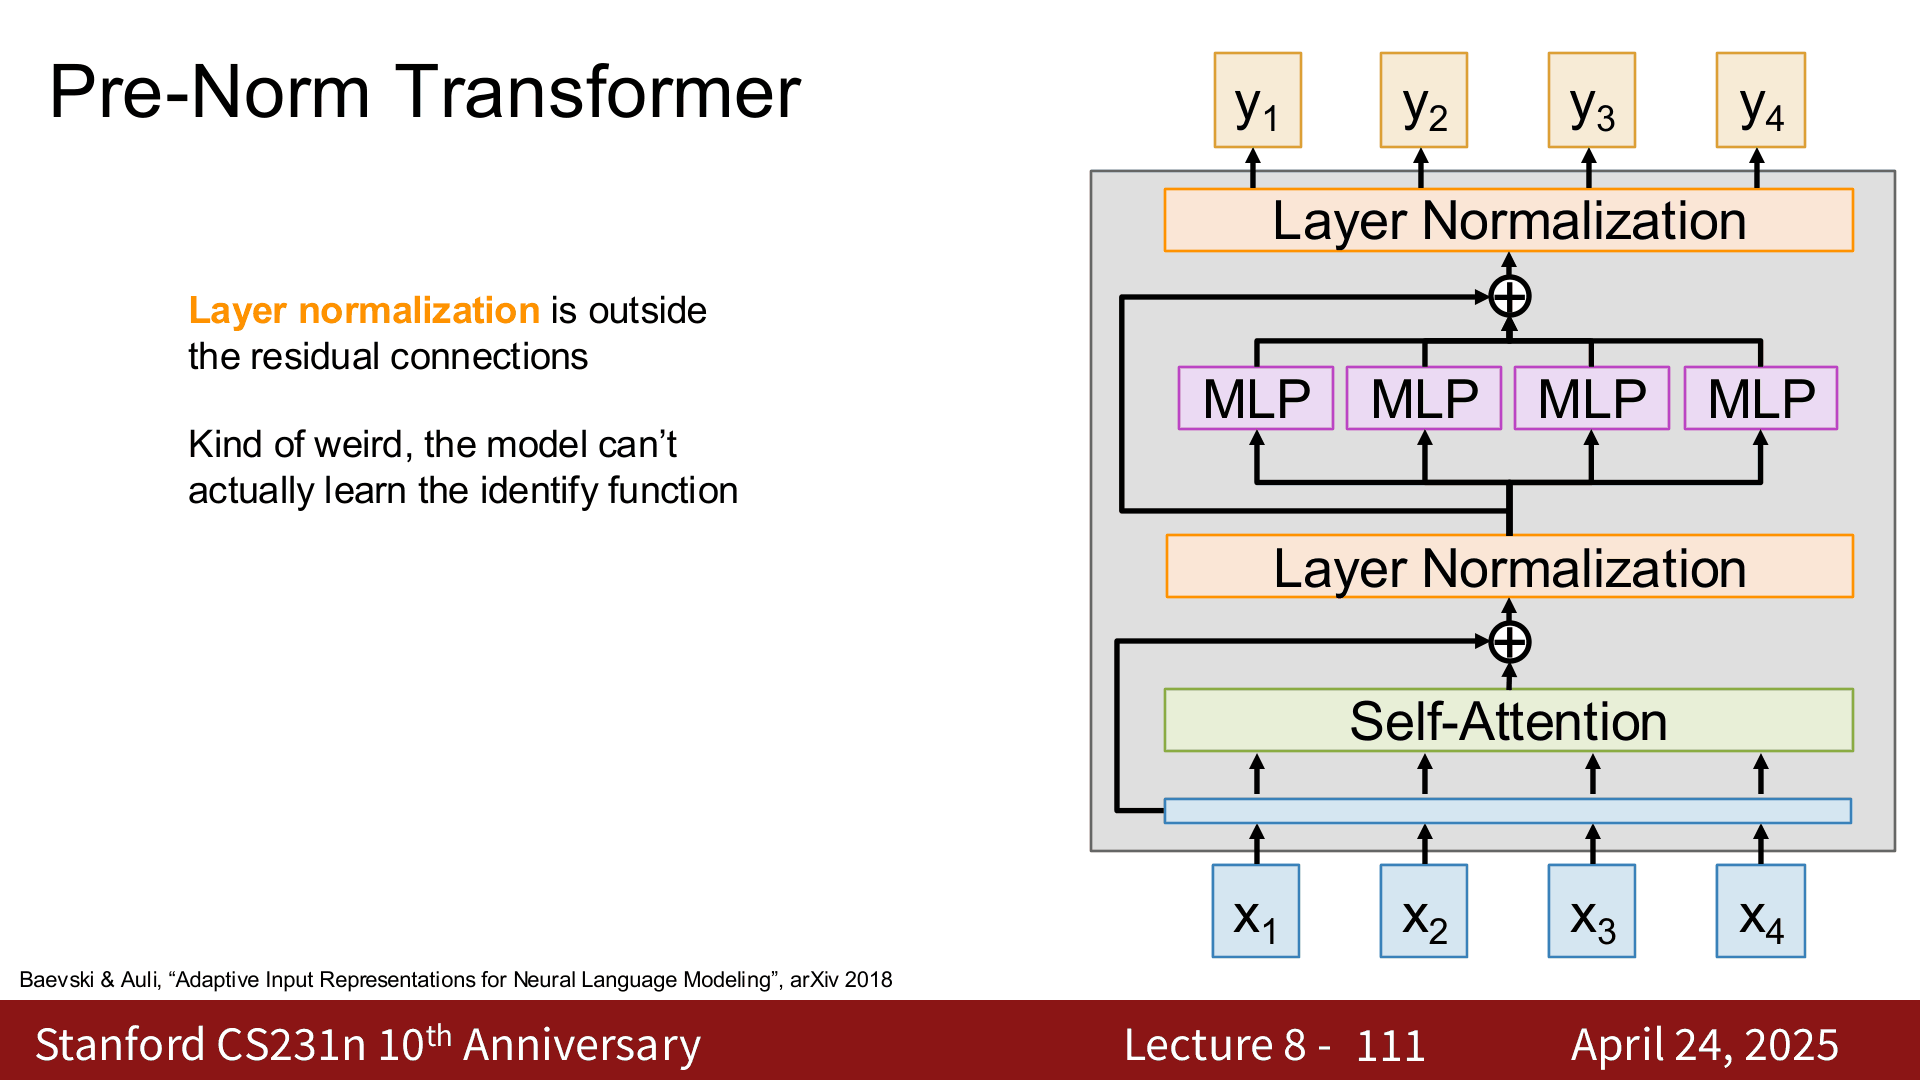 Pre-Norm Transformer
Layer normalization is outside
the residual connections
Kind of weird, the model can’t
actually learn the identify function
y1 y2 y3 y4
Layer Normalization
MLP MLP MLP MLP
Layer Normalization
Self-Attention
x1 x2 x3 x4
Baevski & Auli, “Adaptive Input Representations for Neural Language Modeling”, arXiv 2018
Stanford CS231n 10th Anniversary
Lecture 8 - 111
April 24, 2025